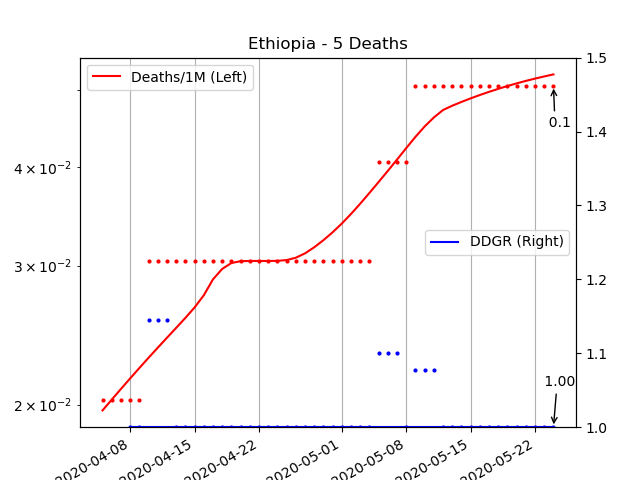 Ethiopia - 5 Deaths
Deaths/1M (Left)
1.5
1.4
1.3
1.2
1.1
1.0
4 × 10⁻²
3 × 10⁻²
2 × 10⁻²
0.1
DDGR (Right)
1.00
2020-04-08
2020-04-15
2020-04-22
2020-05-01
2020-05-08
2020-05-15
2020-05-22